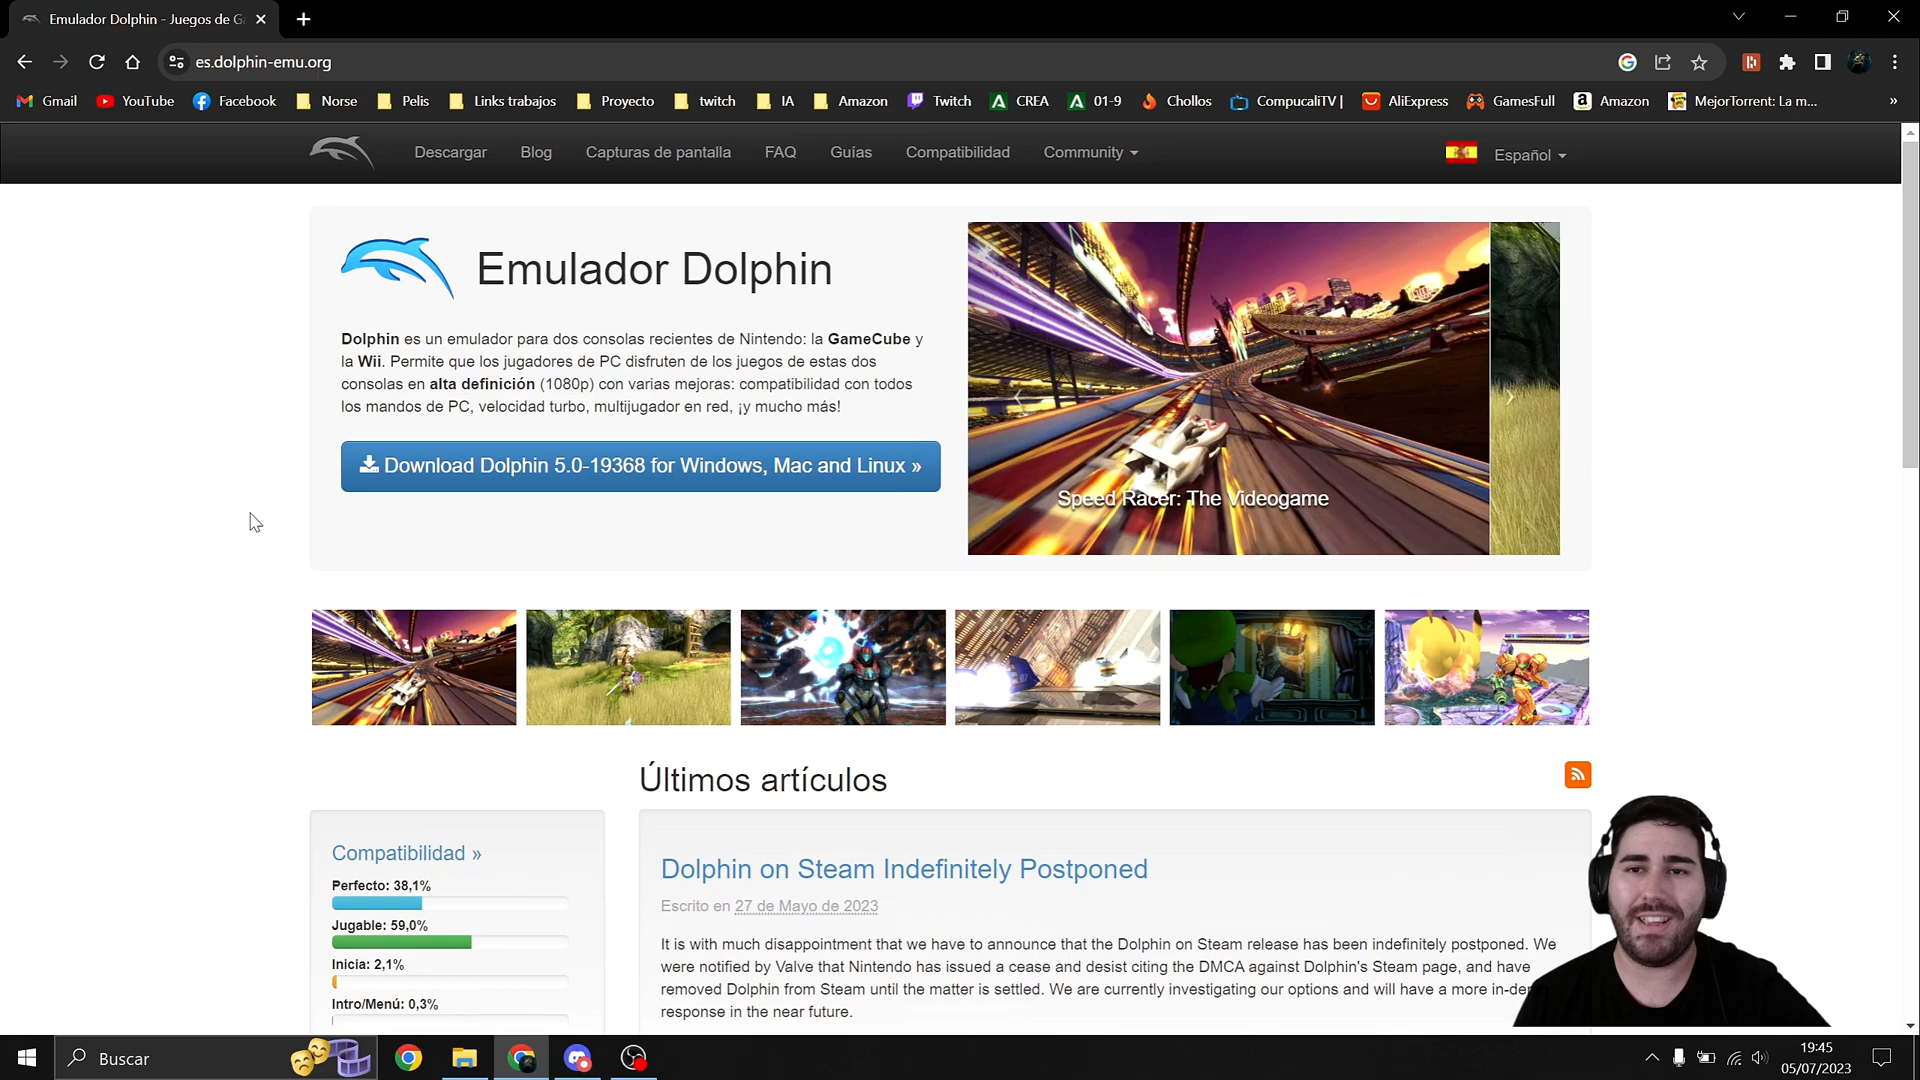 Emulador Dolphin - Juegos de G
es.dolphin-emu.org
Gmail YouTube Facebook Norse Pelis Links trabajos Proyecto twitch IA Amazon Twitch CREA 01-9 Chollos CompucaliTV | AliExpress GamesFull Amazon MejorTorrent: La m... »
Descargar Blog Capturas de pantalla FAQ Guías Compatibilidad Community Español
Emulador Dolphin
Dolphin es un emulador para dos consolas recientes de Nintendo: la GameCube y
la Wii. Permite que los jugadores de PC disfruten de los juegos de estas dos
consolas en alta definición (1080p) con varias mejoras: compatibilidad con todos
los mandos de PC, velocidad turbo, multijugador en red, ¡y mucho más!
Download Dolphin 5.0-19368 for Windows, Mac and Linux »
Speed Racer: The Videogame
Últimos artículos
Compatibilidad »
Perfecto: 38,1%
Jugable: 59,0%
Inicia: 2,1%
Intro/Menú: 0,3%
Dolphin on Steam Indefinitely Postponed
Escrito en 27 de Mayo de 2023
It is with much disappointment that we have to announce that the Dolphin on Steam release has been indefinitely postponed. We
were notified by Valve that Nintendo has issued a cease and desist citing the DMCA against Dolphin's Steam page, and have
removed Dolphin from Steam until the matter is settled. We are currently investigating our options and will have a more in-de
response in the near future.
Buscar
19:45
05/07/2023